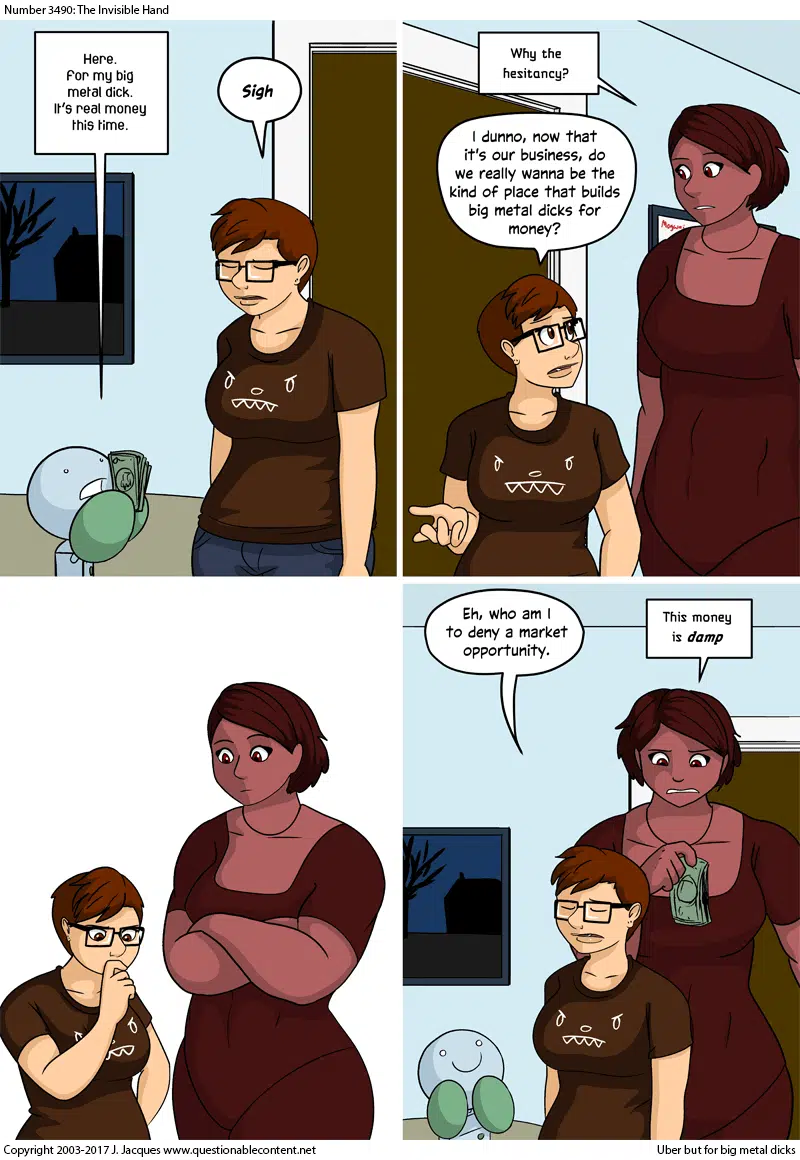 Number 3490: The Invisible Hand
Here.
For my big
metal dick.
It's real money
this time.
Sigh
Why the
hesitancy?
I dunno, now that
it's our business, do
we really wanna be the
kind of place that builds
big metal dicks for
money?
Eh, who am I
to deny a market
opportunity.
This money
is damp
Copyright 2003-2017 J. Jacques www.questionablecontent.net
Uber but for big metal dicks